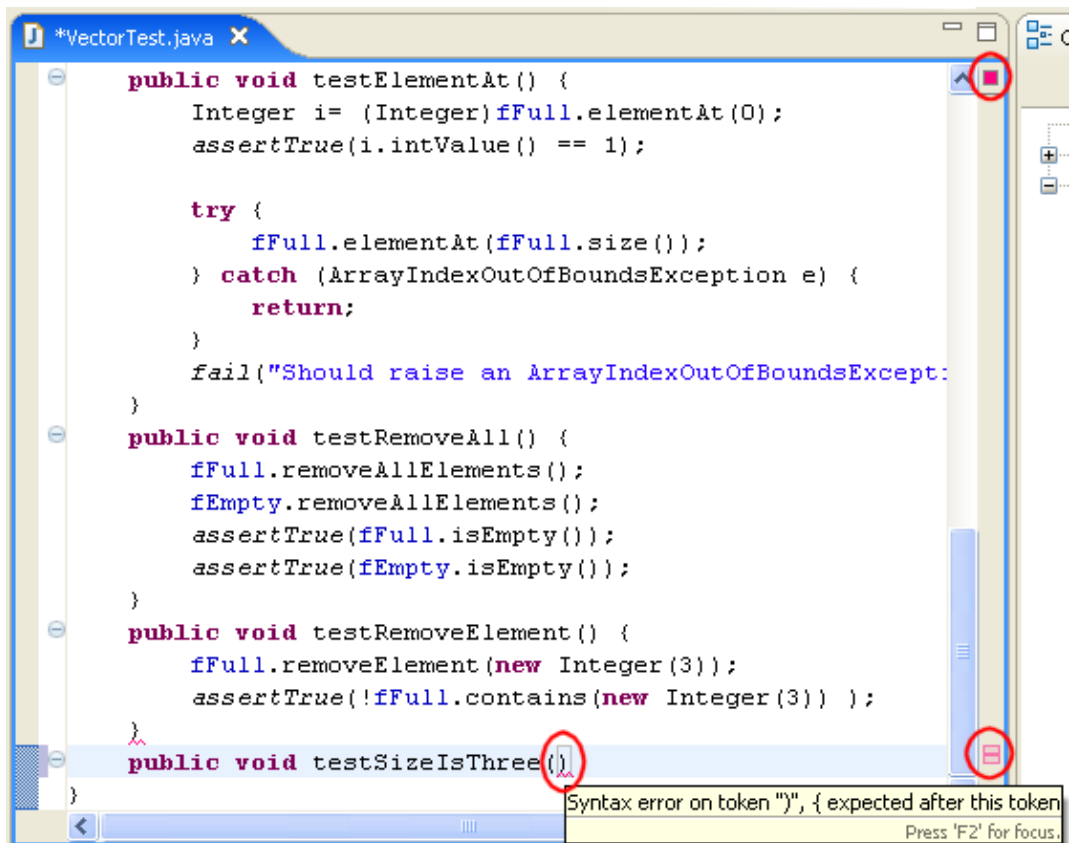 *VectorTest.java
public void testElementAt() {
Integer i= (Integer)fFull.elementAt(0);
assertTrue(i.intValue() == 1);
try {
fFull.elementAt(fFull.size());
} catch (ArrayIndexOutOfBoundsException e) {
return;
}
fail("Should raise an ArrayIndexOutOfBoundsExcepti
}
public void testRemoveAll() {
fFull.removeAllElements();
fEmpty.removeAllElements();
assertTrue(fFull.isEmpty());
assertTrue(fEmpty.isEmpty());
}
public void testRemoveElement() {
fFull.removeElement(new Integer(3));
assertTrue(!fFull.contains(new Integer(3)) );
}
public void testSizeIsThree()
}
Syntax error on token ")", { expected after this token
Press 'F2' for focus.